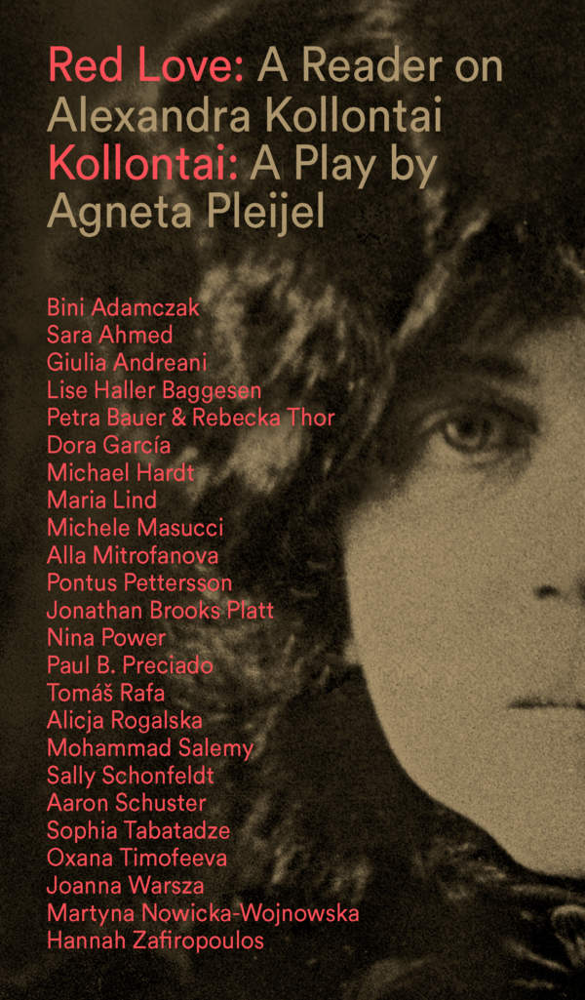 Red Love: A Reader on
Alexandra Kollontai
Kollontai: A Play by
Agneta Pleijel
Bini Adamczak
Sara Ahmed
Giulia Andreani
Lise Haller Baggesen
Petra Bauer & Rebecka Thor
Dora García
Michael Hardt
Maria Lind
Michele Masucci
Alla Mitrofanova
Pontus Pettersson
Jonathan Brooks Platt
Nina Power
Paul B. Preciado
Tomáš Rafa
Alicja Rogalska
Mohammad Salemy
Sally Schonfeldt
Aaron Schuster
Sophia Tabatadze
Oxana Timofeeva
Joanna Warsza
Martyna Nowicka-Wojnowska
Hannah Zafiropoulos